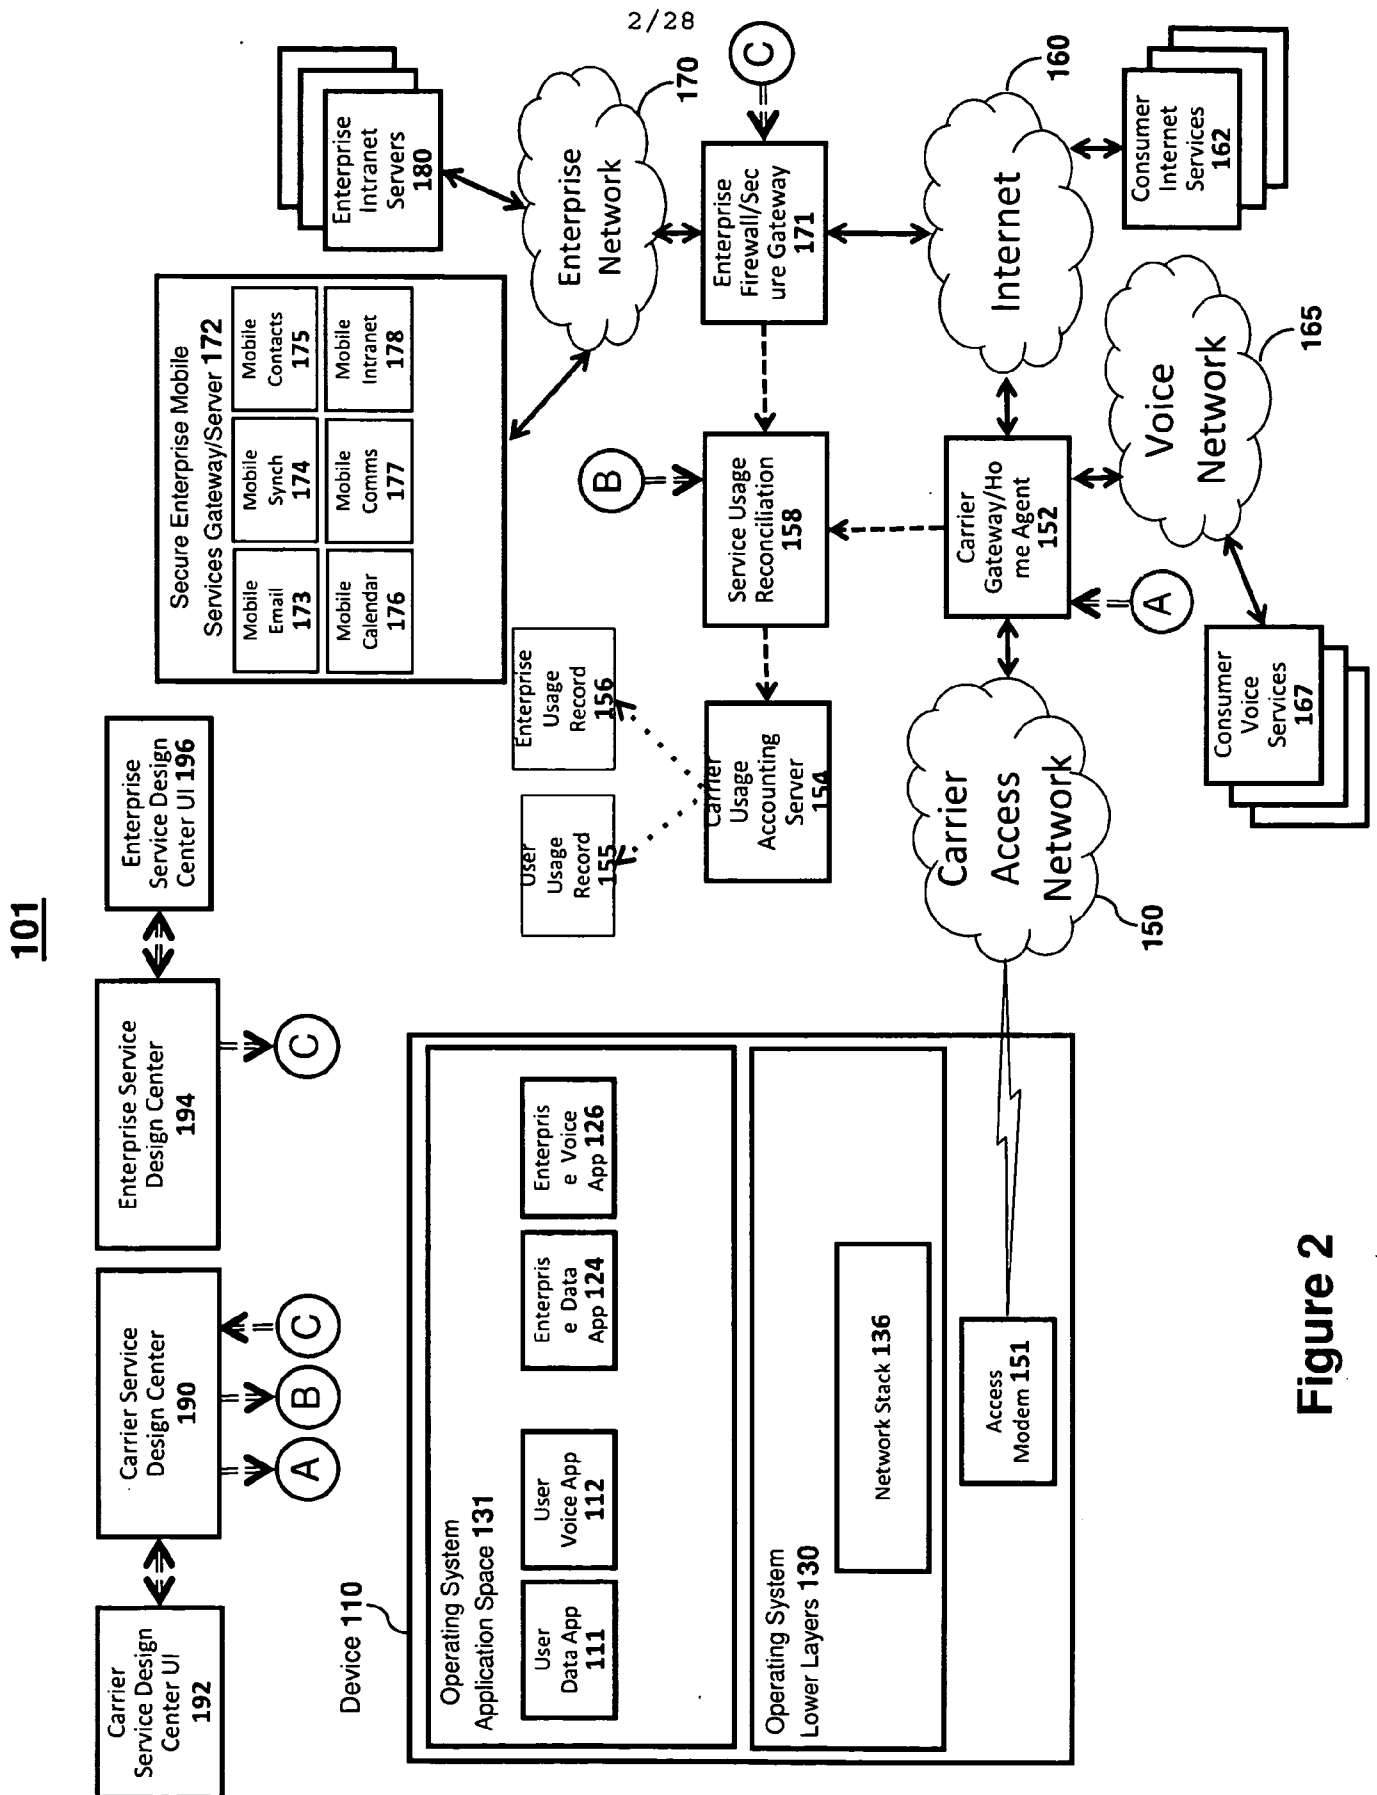 2/28
101
Carrier
Service Design
Center UI
192
Carrier Service
Design Center
190
A
B
C
Enterprise Service
Design Center
194
C
Enterprise
Service Design
Center UI 196
Secure Enterprise Mobile
Services Gateway/Server 172
Mobile
Email
173
Mobile
Synch
174
Mobile
Contacts
175
Mobile
Calendar
176
Mobile
Comms
177
Mobile
Intranet
178
Enterprise
Intranet
Servers
180
Enterprise
Network
170
Device 110
Operating System
Application Space 131
User
Data App
111
User
Voice App
112
Enterpris
e Data
App 124
Enterpris
e Voice
App 126
Operating System
Lower Layers 130
Network Stack 136
Access
Modem 151
User
Usage
Record
155
Enterprise
Usage
Record
156
Carrier
Usage
Accounting
Server
154
B
Service Usage
Reconciliation
158
C
Enterprise
Firewall/Sec
ure Gateway
171
Carrier
Access
Network
150
Carrier
Gateway/Ho
me Agent
152
A
Internet
160
Voice
Network
165
Consumer
Voice
Services
167
Consumer
Internet
Services
162
Figure 2